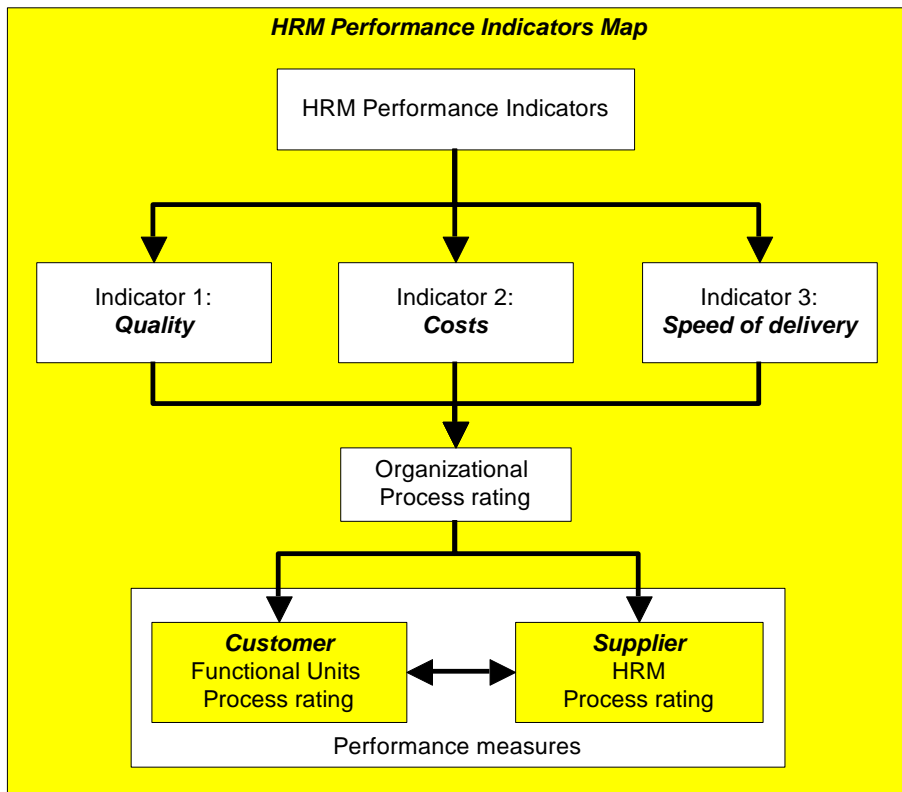 HRM Performance Indicators Map
HRM Performance Indicators
Indicator 1:
Quality
Indicator 2:
Costs
Indicator 3:
Speed of delivery
Organizational
Process rating
Customer
Functional Units
Process rating
Supplier
HRM
Process rating
Performance measures